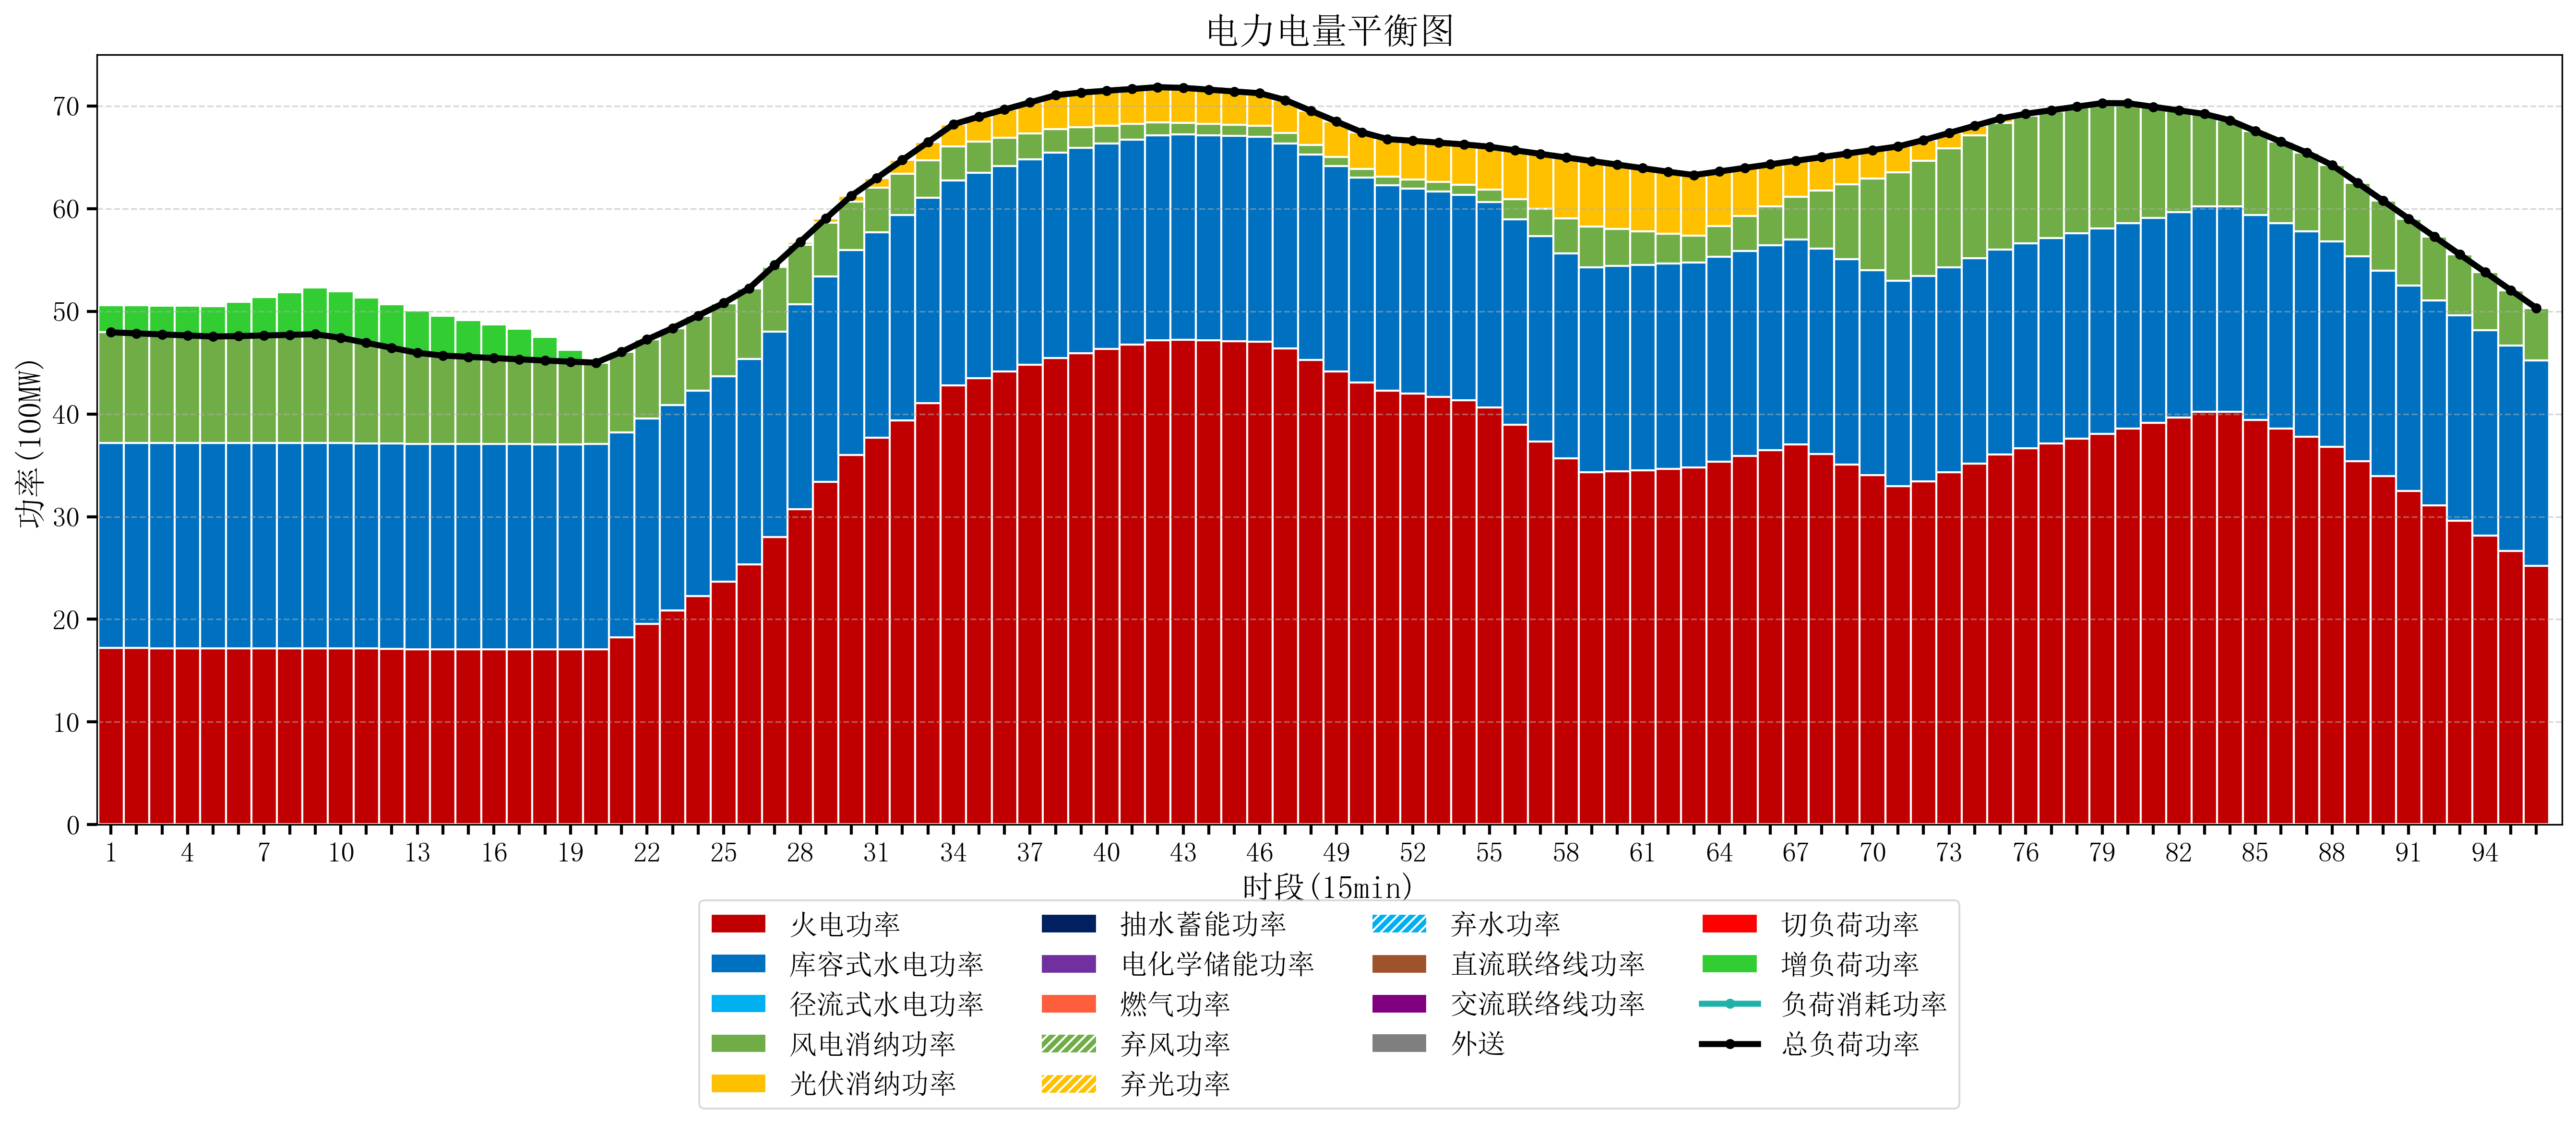 电力电量平衡图
功率(100MW)
70
60
50
40
30
20
10
0
1 4 7 10 13 16 19 22 25 28 31 34 37 40 43 46 49 52 55 58 61 64 67 70 73 76 79 82 85 88 91 94
时段(15min)
火电功率 抽水蓄能功率 弃水功率 切负荷功率
库容式水电功率 电化学储能功率 直流联络线功率 增负荷功率
径流式水电功率 燃气功率 交流联络线功率 负荷消耗功率
风电消纳功率 弃风功率 外送 总负荷功率
光伏消纳功率 弃光功率